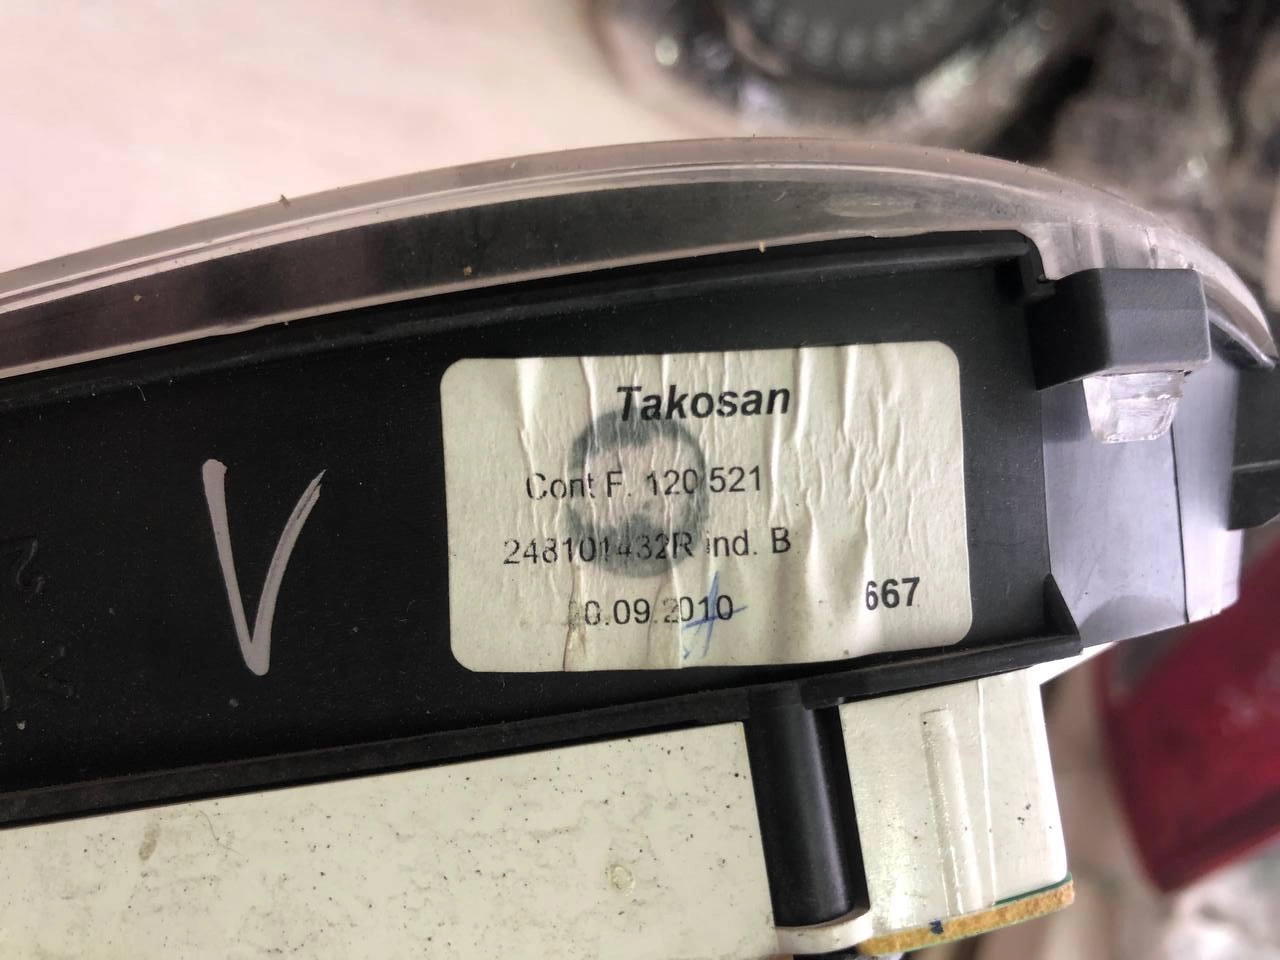 Takosan
Cont F. 120 521
248101432R ind. B
0.09.2010
667
V